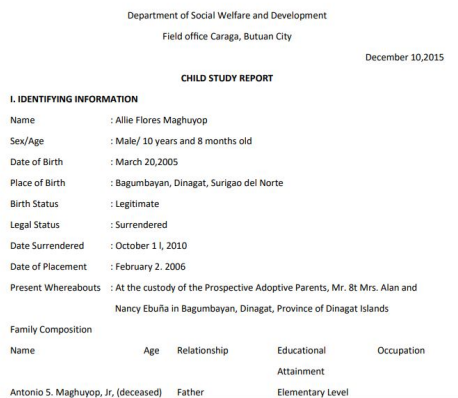 Department of Social Welfare and Development
Field office Caraga, Butuan City
December 10,2015
CHILD STUDY REPORT
I. IDENTIFYING INFORMATION
Name : Allie Flores Maghuyop
Sex/Age : Male/ 10 years and 8 months old
Date of Birth : March 20,2005
Place of Birth : Bagumbayan, Dinagat, Surigao del Norte
Birth Status : Legitimate
Legal Status : Surrendered
Date Surrendered : October 1 l, 2010
Date of Placement : February 2. 2006
Present Whereabouts : At the custody of the Prospective Adoptive Parents, Mr. 8t Mrs. Alan and
Nancy Ebuña in Bagumbayan, Dinagat, Province of Dinagat Islands
Family Composition
Name Age Relationship Educational Occupation
Attainment
Antonio 5. Maghuyop, Jr, (deceased) Father Elementary Level